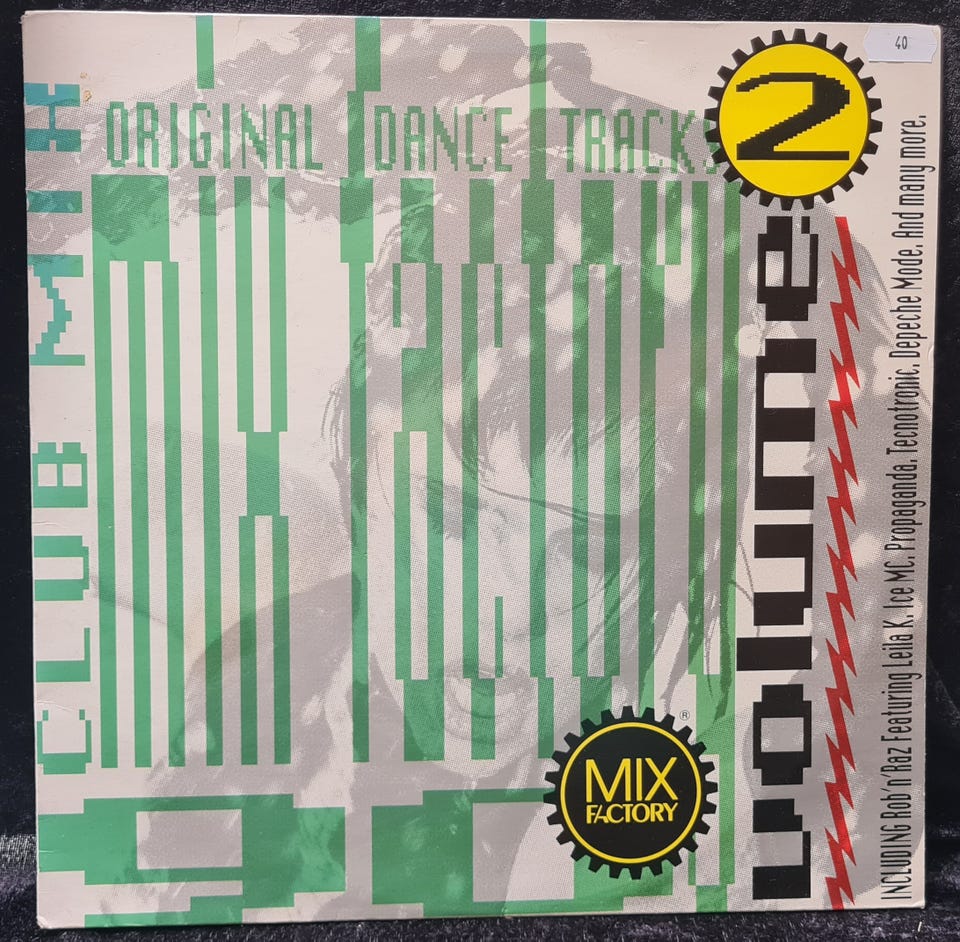 ORIGINAL DANCE TRACKS
2
40
CLUB MIX
MIX FACTORY
volume
MIX
FACTORY
®
INCLUDING Rob'n'Raz Featuring Leila K, Ice MC, Propaganda, Tecnotronic, Depeche Mode, And many more.